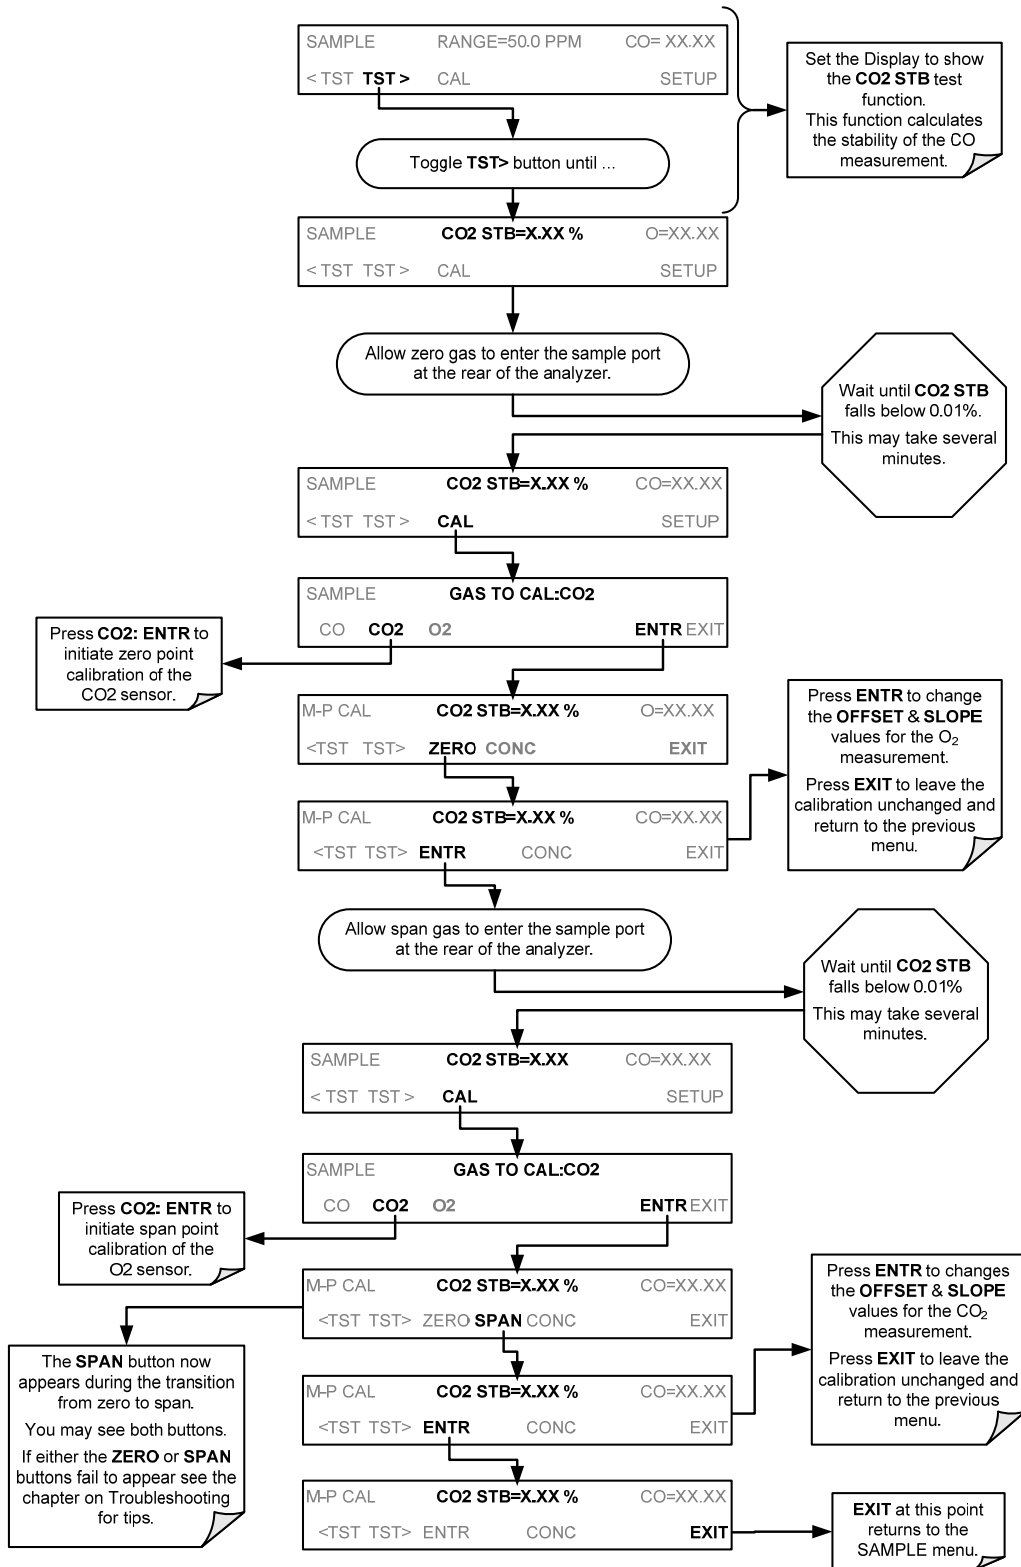 SAMPLE RANGE=50.0 PPM CO= XX.XX
< TST TST > CAL SETUP
Set the Display to show
the CO2 STB test
function.
This function calculates
the stability of the CO
measurement.
Toggle TST> button until ...
SAMPLE CO2 STB=X.XX % O=XX.XX
< TST TST > CAL SETUP
Allow zero gas to enter the sample port
at the rear of the analyzer.
Wait until CO2 STB
falls below 0.01%.
This may take several
minutes.
SAMPLE CO2 STB=X.XX % CO=XX.XX
< TST TST > CAL SETUP
SAMPLE GAS TO CAL:CO2
CO CO2 O2 ENTR EXIT
Press CO2: ENTR to
initiate zero point
calibration of the
CO2 sensor.
M-P CAL CO2 STB=X.XX % O=XX.XX
<TST TST> ZERO CONC EXIT
Press ENTR to change
the OFFSET & SLOPE
values for the O2
measurement.
Press EXIT to leave the
calibration unchanged and
return to the previous
menu.
M-P CAL CO2 STB=X.XX % CO=XX.XX
<TST TST> ENTR CONC EXIT
Allow span gas to enter the sample port
at the rear of the analyzer.
Wait until CO2 STB
falls below 0.01%
This may take several
minutes.
SAMPLE CO2 STB=X.XX CO=XX.XX
< TST TST > CAL SETUP
SAMPLE GAS TO CAL:CO2
CO CO2 O2 ENTR EXIT
Press CO2: ENTR to
initiate span point
calibration of the
O2 sensor.
M-P CAL CO2 STB=X.XX % CO=XX.XX
<TST TST> ZERO SPAN CONC EXIT
Press ENTR to changes
the OFFSET & SLOPE
values for the CO2
measurement.
Press EXIT to leave the
calibration unchanged and
return to the previous
menu.
The SPAN button now
appears during the transition
from zero to span.
You may see both buttons.
If either the ZERO or SPAN
buttons fail to appear see the
chapter on Troubleshooting
for tips.
M-P CAL CO2 STB=X.XX % CO=XX.XX
<TST TST> ENTR CONC EXIT
M-P CAL CO2 STB=X.XX % CO=XX.XX
<TST TST> ENTR CONC EXIT
EXIT at this point
returns to the
SAMPLE menu.